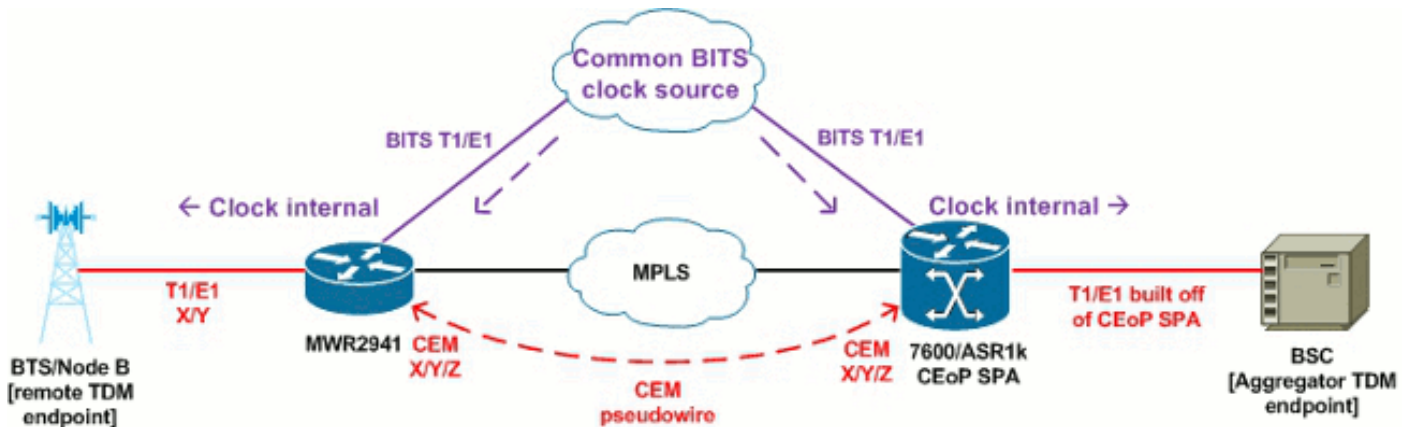 Common BITS
clock source
BITS T1/E1
BITS T1/E1
← Clock internal
Clock internal →
MPLS
T1/E1
X/Y
T1/E1 built off
of CEoP SPA
MWR2941
CEM
X/Y/Z
CEM
X/Y/Z
7600/ASR1k
CEoP SPA
BTS/Node B
[remote TDM
endpoint]
CEM
pseudowire
BSC
[Aggregator TDM
endpoint]